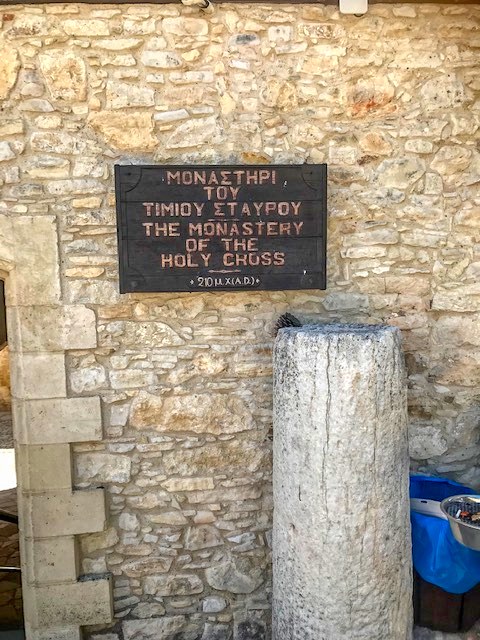 ΜΟΝΑΣΤΗΡΙ
ΤΟΥ
ΤΙΜΙΟΥ ΣΤΑΥΡΟΥ
THE MONASTERY
OF THE
HOLY CROSS
210 Μ.Χ(A.D.)